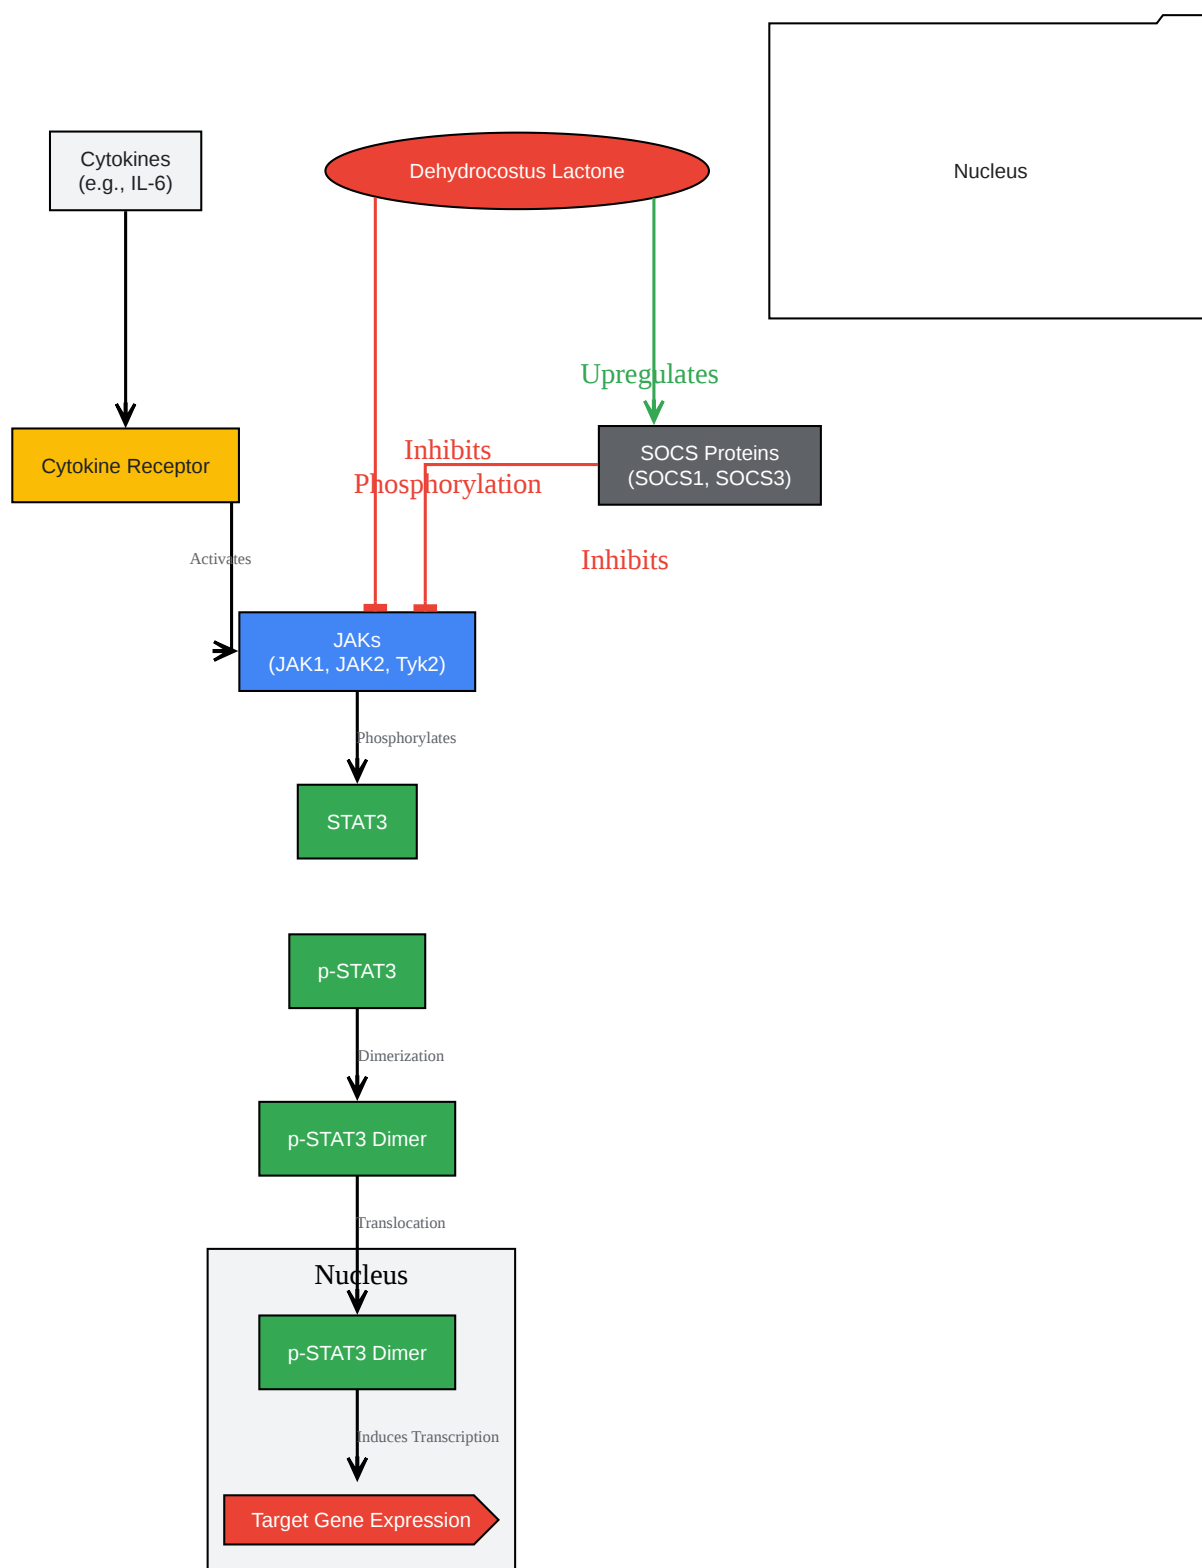 Cytokines
(e.g., IL-6)
Dehydrocostus Lactone
Nucleus
Upregulates
Cytokine Receptor
Inhibits
Phosphorylation
SOCS Proteins
(SOCS1, SOCS3)
Activates
Inhibits
JAKs
(JAK1, JAK2, Tyk2)
Phosphorylates
STAT3
p-STAT3
Dimerization
p-STAT3 Dimer
Translocation
Nucleus
p-STAT3 Dimer
Induces Transcription
Target Gene Expression